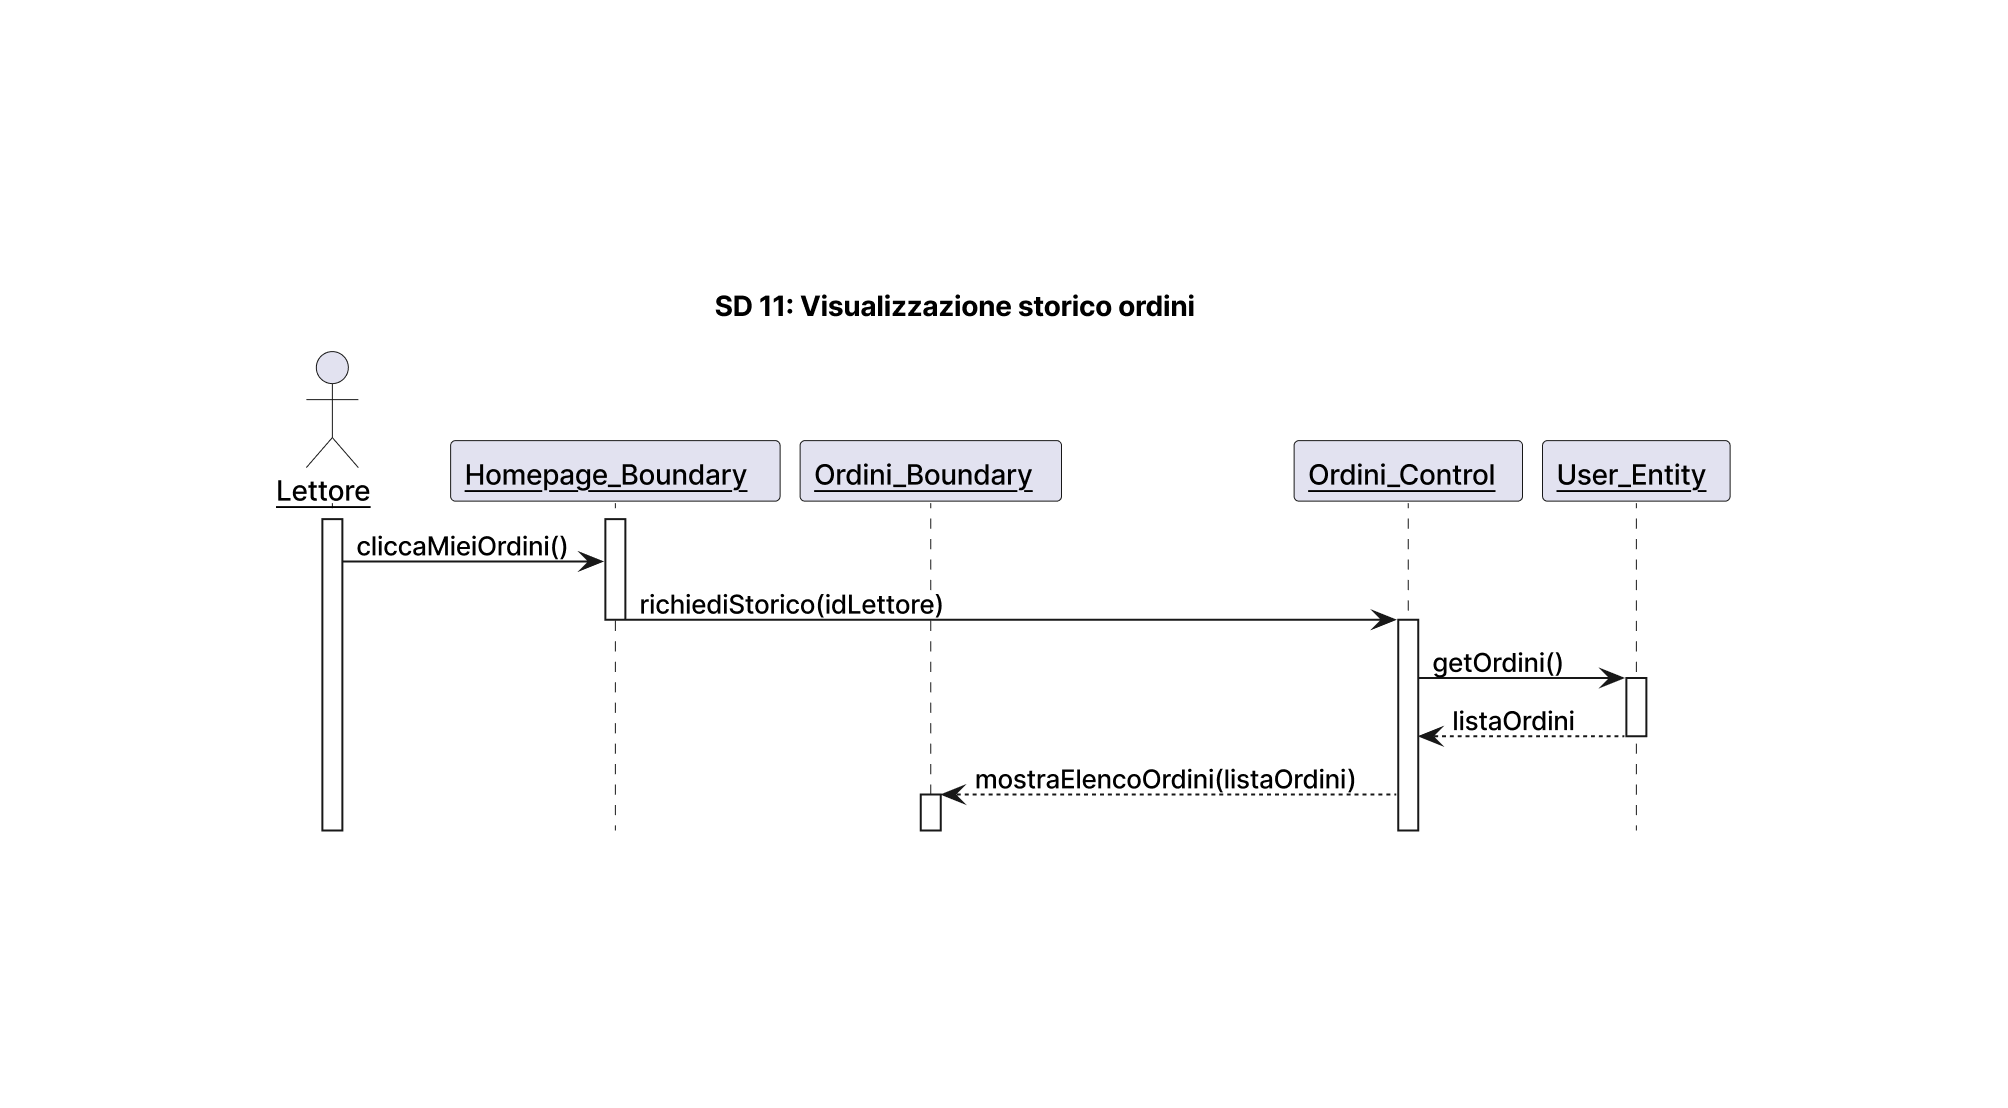 SD 11: Visualizzazione storico ordini
Lettore
Homepage_Boundary
Ordini_Boundary
Ordini_Control
User_Entity
cliccaMieiOrdini()
richiediStorico(idLettore)
getOrdini()
listaOrdini
mostraElencoOrdini(listaOrdini)